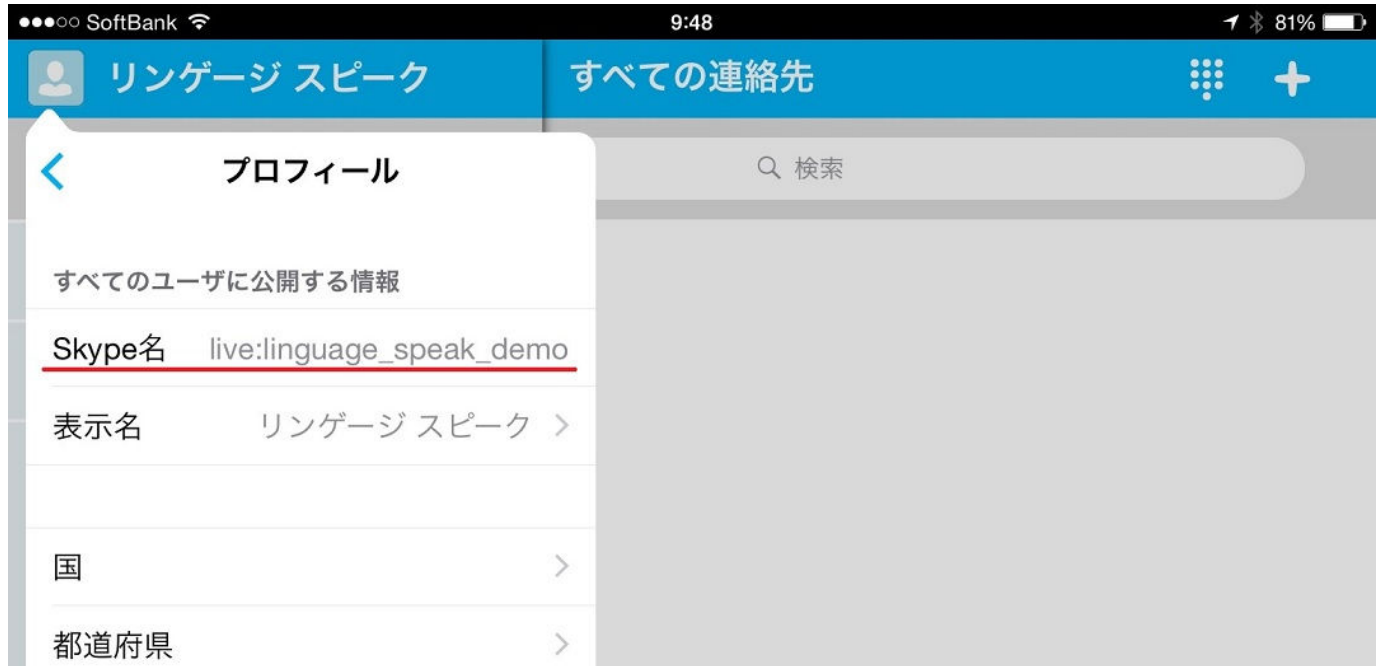 SoftBank 9:48 81%
リンゲージ スピーク すべての連絡先
プロフィール
検索
すべてのユーザに公開する情報
Skype名 live:linguage_speak_demo
表示名 リンゲージ スピーク
国
都道府県